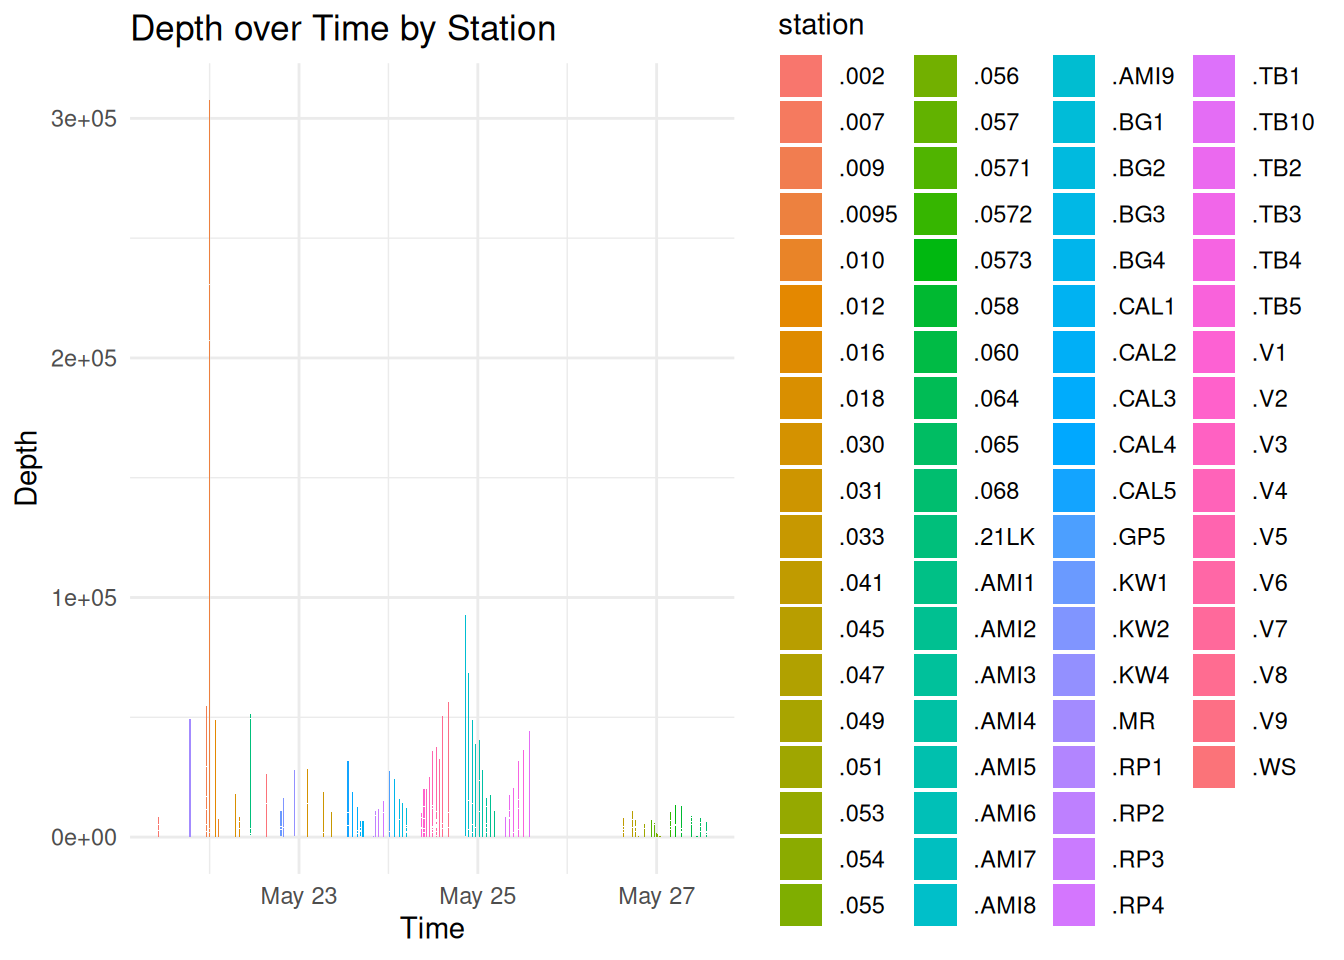 Depth over Time by Station
station
3e+05
2e+05
1e+05
0e+00
Depth
May 23
May 25
May 27
Time
.002
.007
.009
.0095
.010
.012
.016
.018
.030
.031
.033
.041
.045
.047
.049
.051
.053
.054
.055
.056
.057
.0571
.0572
.0573
.058
.060
.064
.065
.068
.21LK
.AMI1
.AMI2
.AMI3
.AMI4
.AMI5
.AMI6
.AMI7
.AMI8
.AMI9
.BG1
.BG2
.BG3
.BG4
.CAL1
.CAL2
.CAL3
.CAL4
.CAL5
.GP5
.KW1
.KW2
.KW4
.MR
.RP1
.RP2
.RP3
.RP4
.TB1
.TB10
.TB2
.TB3
.TB4
.TB5
.V1
.V2
.V3
.V4
.V5
.V6
.V7
.V8
.V9
.WS